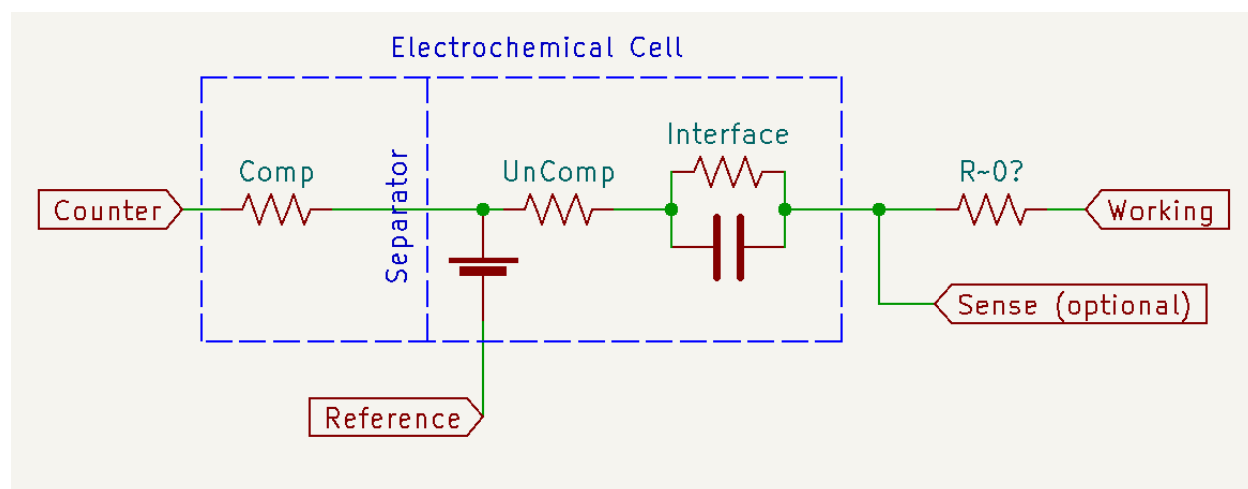 Electrochemical Cell
Interface
Comp
UnComp
R~0?
Separator
Counter
Working
Sense (optional)
Reference